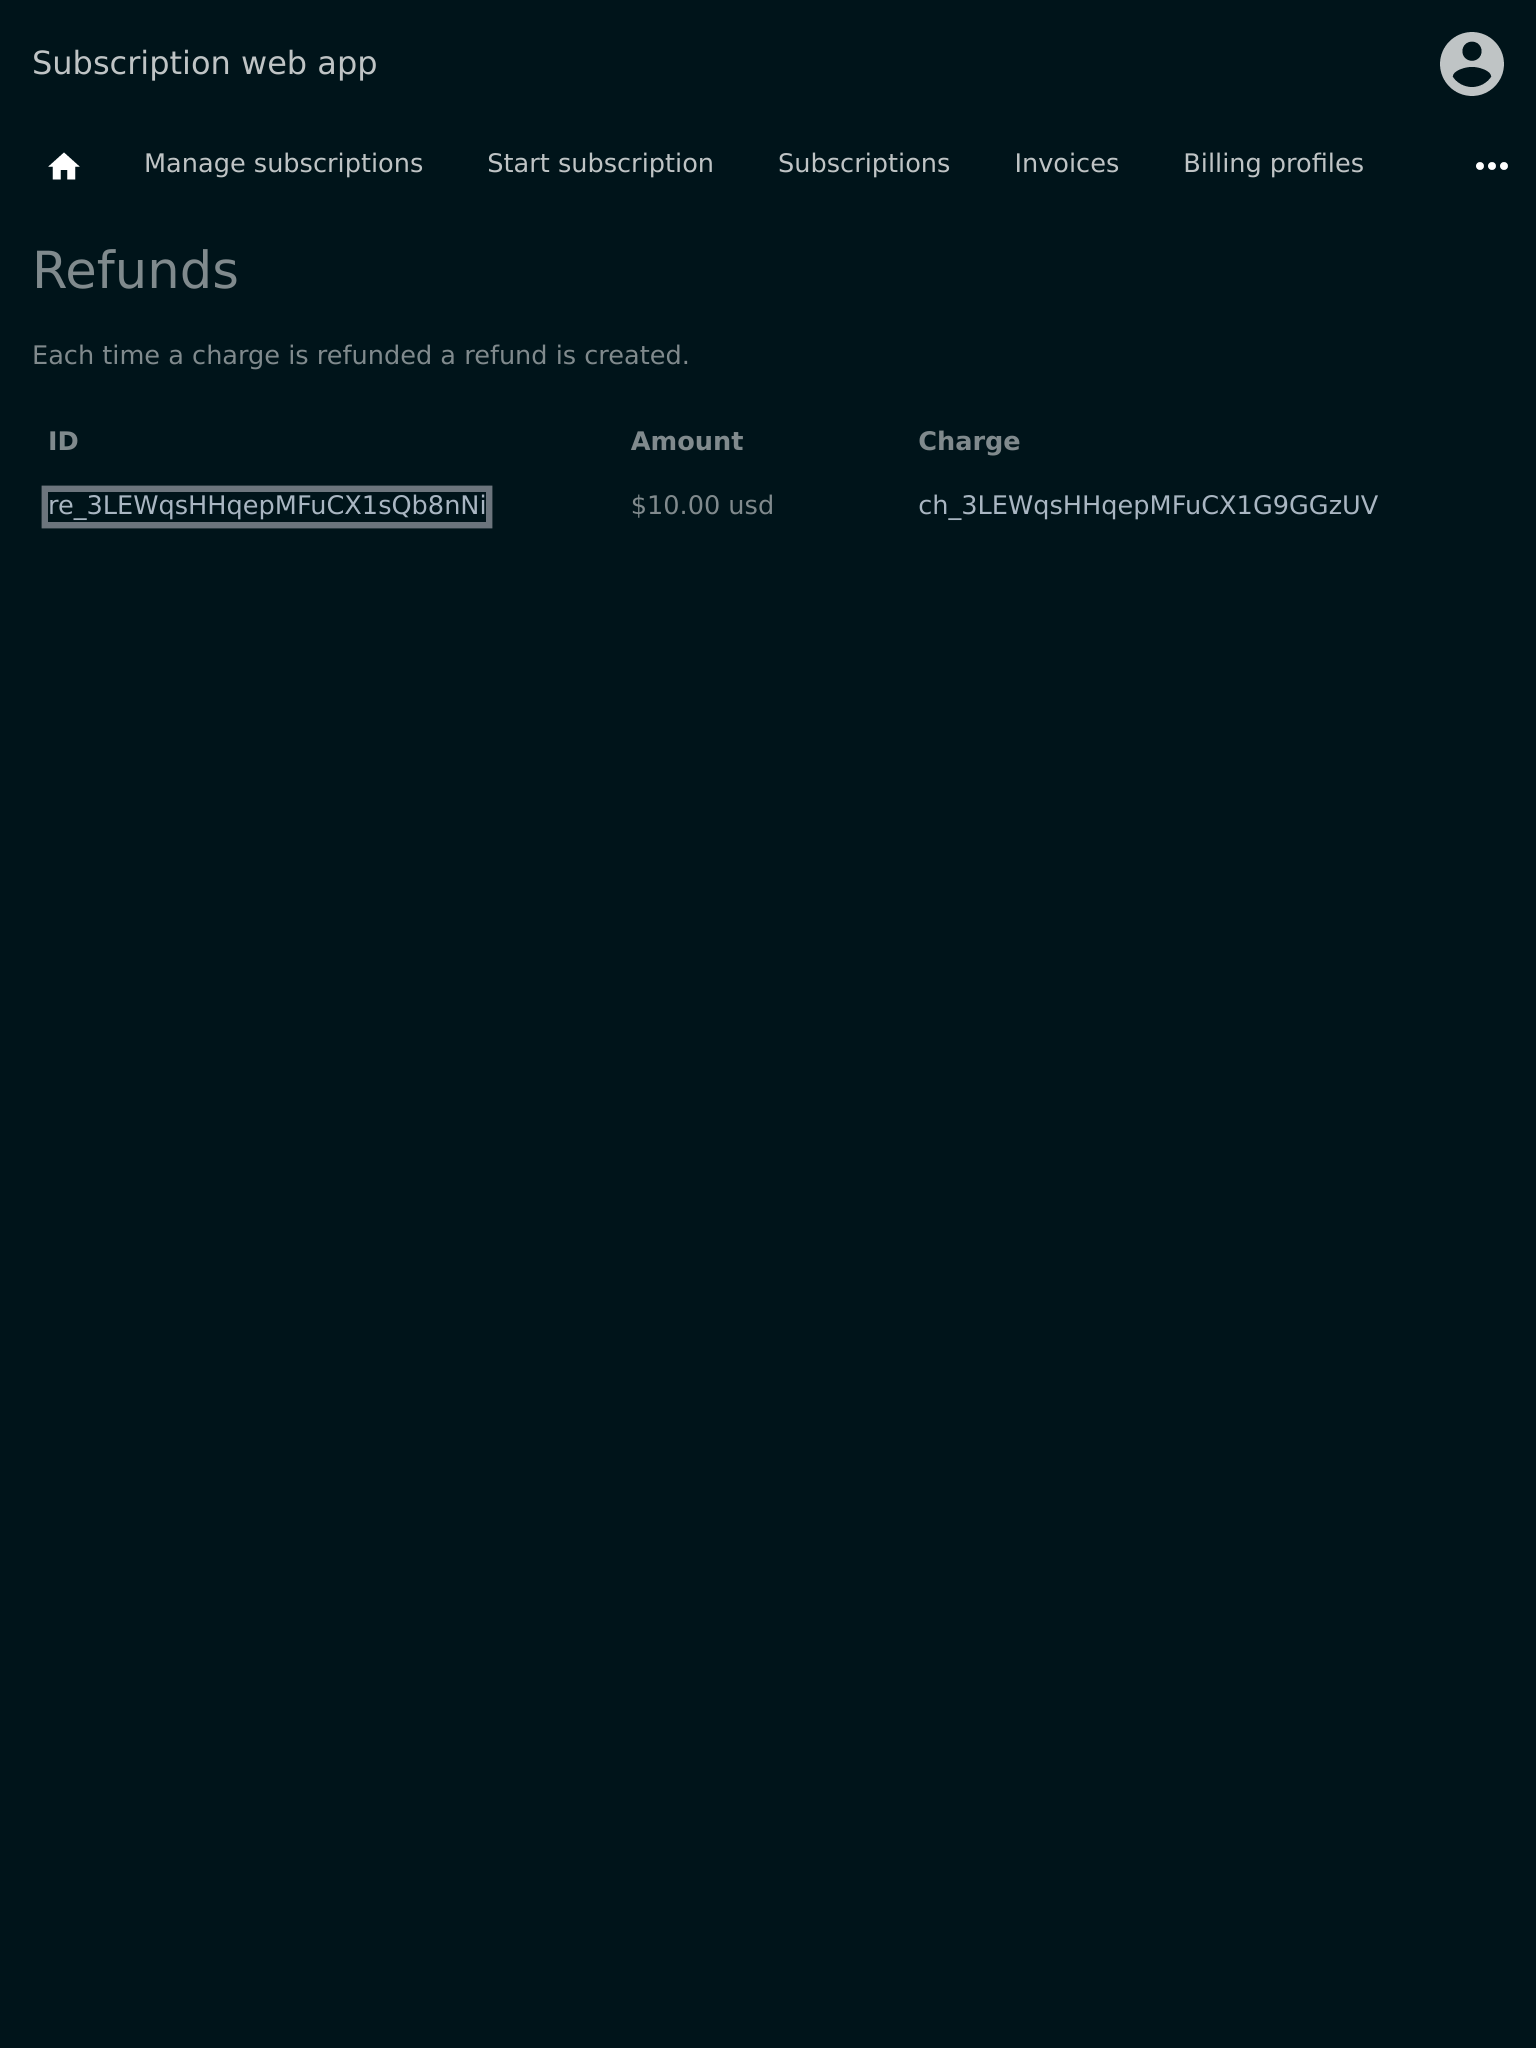 Subscription web app
Manage subscriptions Start subscription Subscriptions Invoices Billing profiles
Refunds
Each time a charge is refunded a refund is created.
ID Amount Charge
re_3LEWqsHHqepMFuCX1sQb8nNi $10.00 usd ch_3LEWqsHHqepMFuCX1G9GGzUV